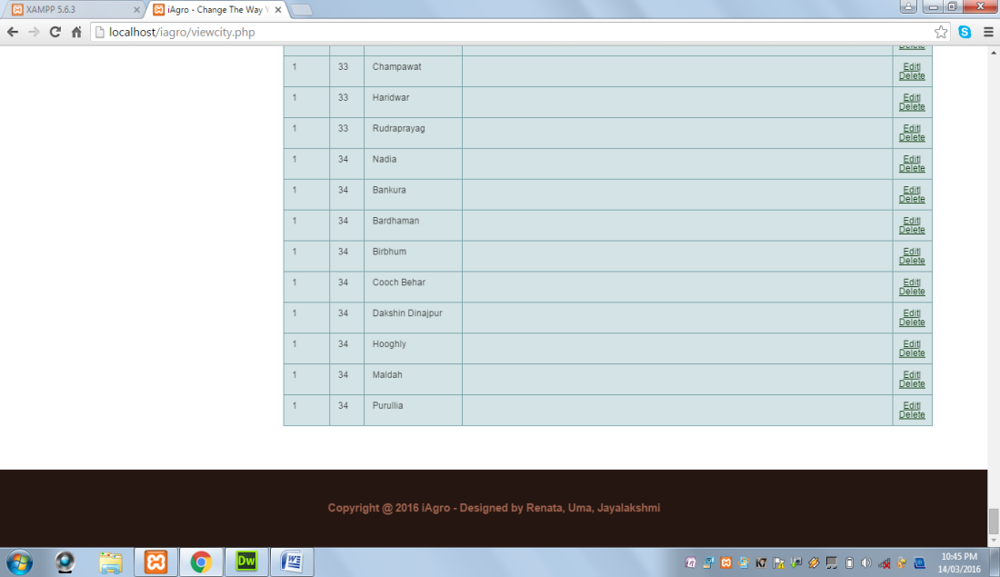 XAMPP 5.6.3
iAgro - Change The Way Y
localhost/iagro/viewcity.php
Delete
1 33 Champawat Edit|
Delete
1 33 Haridwar Edit|
Delete
1 33 Rudraprayag Edit|
Delete
1 34 Nadia Edit|
Delete
1 34 Bankura Edit|
Delete
1 34 Bardhaman Edit|
Delete
1 34 Birbhum Edit|
Delete
1 34 Cooch Behar Edit|
Delete
1 34 Dakshin Dinajpur Edit|
Delete
1 34 Hooghly Edit|
Delete
1 34 Maldah Edit|
Delete
1 34 Purullia Edit|
Delete
Copyright @ 2016 iAgro - Designed by Renata, Uma, Jayalakshmi
Dw
K7
10:45 PM
14/03/2016